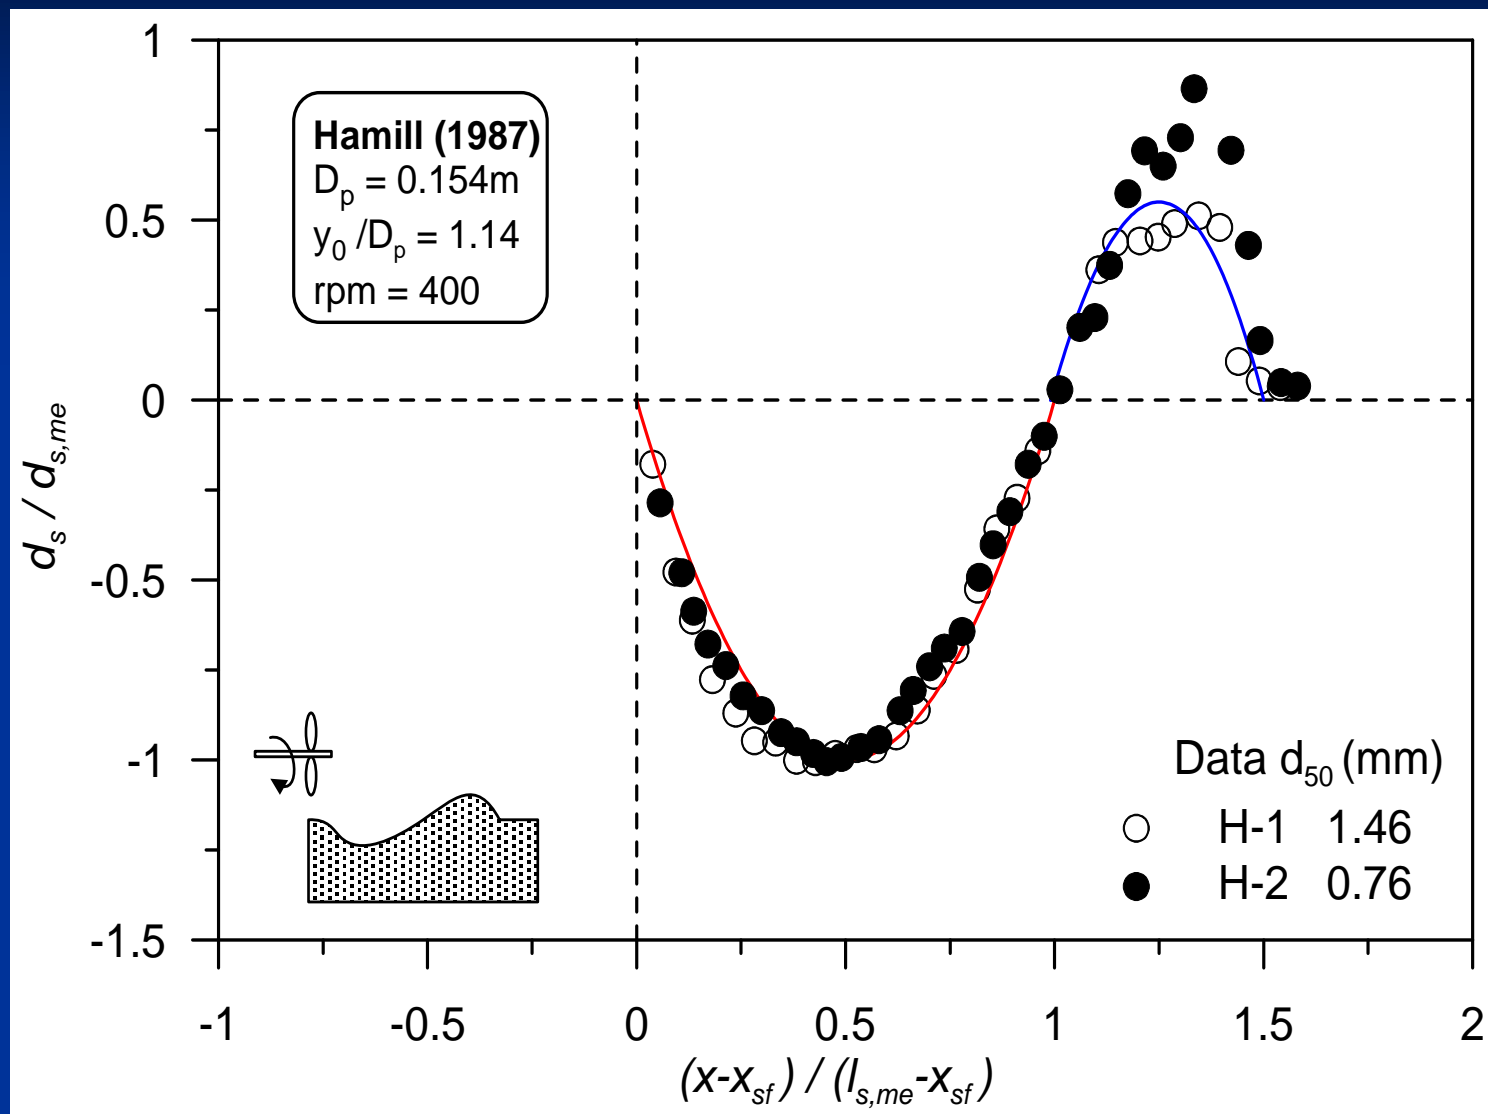 1
0.5
0
-0.5
-1
-1.5
d_s / d_s,me
Hamill (1987)
D_p = 0.154m
y_0 /D_p = 1.14
rpm = 400
Data d_50 (mm)
H-1 1.46
H-2 0.76
-1 -0.5 0 0.5 1 1.5 2
(x-x_sf) / (l_s,me-x_sf)